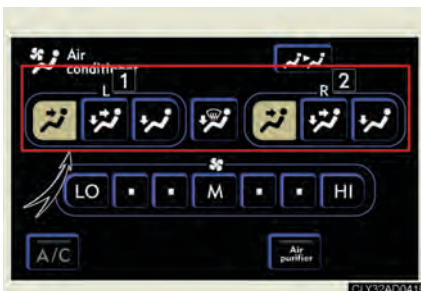 Air
conditioner
L 1
R 2
LO M HI
A/C
Air
purifier
CLY32AD041